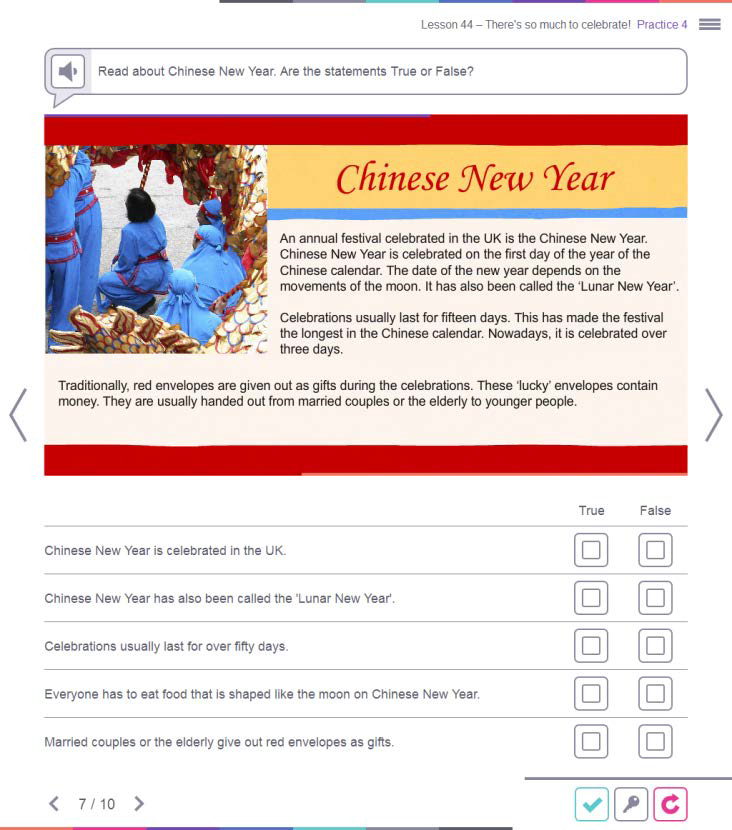 Lesson 44 – There's so much to celebrate! Practice 4
Read about Chinese New Year. Are the statements True or False?
Chinese New Year
An annual festival celebrated in the UK is the Chinese New Year.
Chinese New Year is celebrated on the first day of the year of the
Chinese calendar. The date of the new year depends on the
movements of the moon. It has also been called the ‘Lunar New Year’.
Celebrations usually last for fifteen days. This has made the festival
the longest in the Chinese calendar. Nowadays, it is celebrated over
three days.
Traditionally, red envelopes are given out as gifts during the celebrations. These ‘lucky’ envelopes contain
money. They are usually handed out from married couples or the elderly to younger people.
True False
Chinese New Year is celebrated in the UK.
Chinese New Year has also been called the 'Lunar New Year'.
Celebrations usually last for over fifty days.
Everyone has to eat food that is shaped like the moon on Chinese New Year.
Married couples or the elderly give out red envelopes as gifts.
7 / 10